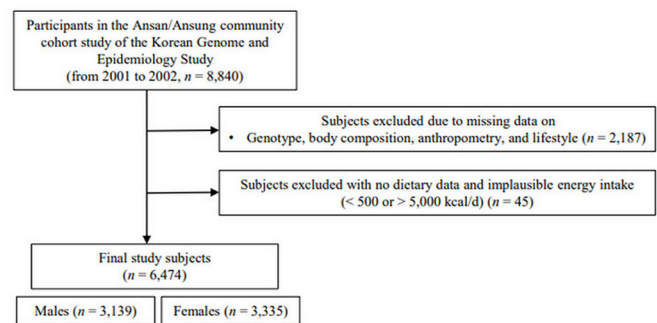 Participants in the Ansan/Ansung community
cohort study of the Korean Genome and
Epidemiology Study
(from 2001 to 2002, n = 8,840)
Subjects excluded due to missing data on
• Genotype, body composition, anthropometry, and lifestyle (n = 2,187)
Subjects excluded with no dietary data and implausible energy intake
(< 500 or > 5,000 kcal/d) (n = 45)
Final study subjects
(n = 6,474)
Males (n = 3,139)
Females (n = 3,335)